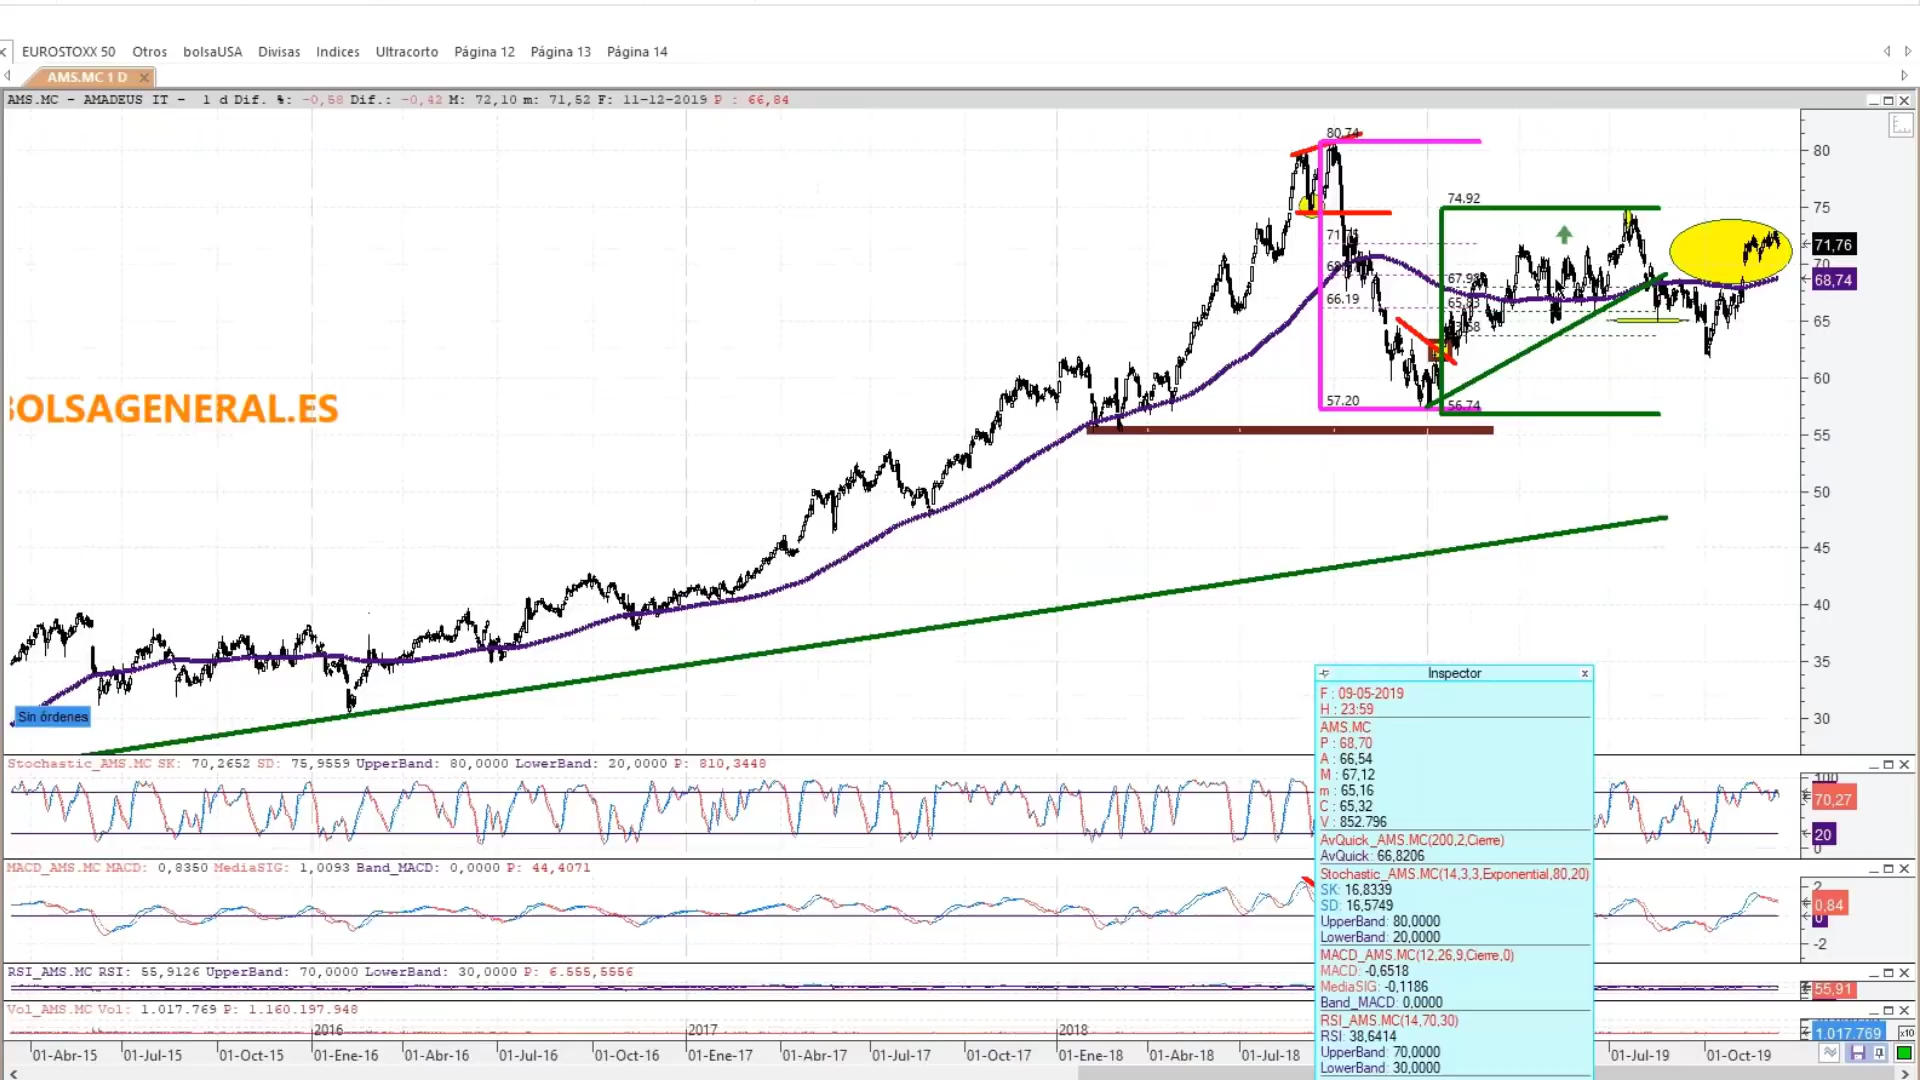 EUROSTOXX 50 Otros bolsaUSA Divisas Indices Ultracorto Página 12 Página 13 Página 14
AMS.MC 1 D
AMS.MC - AMADEUS IT - 1 d Dif. %: -0,58 Dif.: -0,42 M: 72,10 m: 71,52 F: 11-12-2019 P : 66,84
80.74
80
74.92
75
71,76
70
67.98
68,74
66.19
65
60
57.20
56.74
BOLSAGENERAL.ES
55
50
45
40
35
30
Sin órdenes
Inspector
F : 09-05-2019
H : 23:59
AMS.MC
P : 68,70
A : 66,54
M : 67,12
m : 65,16
C : 65,32
V : 852.796
AvQuick_AMS.MC(200,2,Cierre)
AvQuick: 66,8206
Stochastic_AMS.MC(14,3,3,Exponential,80,20)
SK: 16,8339
SD: 16,5749
UpperBand: 80,0000
LowerBand: 20,0000
MACD_AMS.MC(12,26,9,Cierre,0)
MACD: -0,6518
MediaSIG: -0,1186
Band_MACD: 0,0000
RSI_AMS.MC(14,70,30)
RSI: 38,6414
UpperBand: 70,0000
LowerBand: 30,0000
Stochastic_AMS.MC SK: 70,2652 SD: 75,9559 UpperBand: 80,0000 LowerBand: 20,0000 P: 810,3448
100
70,27
20
0
MACD_AMS.MC MACD: 0,8350 MediaSIG: 1,0093 Band_MACD: 0,0000 P: 44,4071
2
0,84
0
-2
RSI_AMS.MC RSI: 55,9126 UpperBand: 70,0000 LowerBand: 30,0000 P: 6.555,5556
55,91
Vol_AMS.MC Vol: 1.017.769 P: 1.160.197.948
2016 2017 2018
1.017.769 x10
01-Abr-15 01-Jul-15 01-Oct-15 01-Ene-16 01-Abr-16 01-Jul-16 01-Oct-16 01-Ene-17 01-Abr-17 01-Jul-17 01-Oct-17 01-Ene-18 01-Abr-18 01-Jul-18 01-Jul-19 01-Oct-19